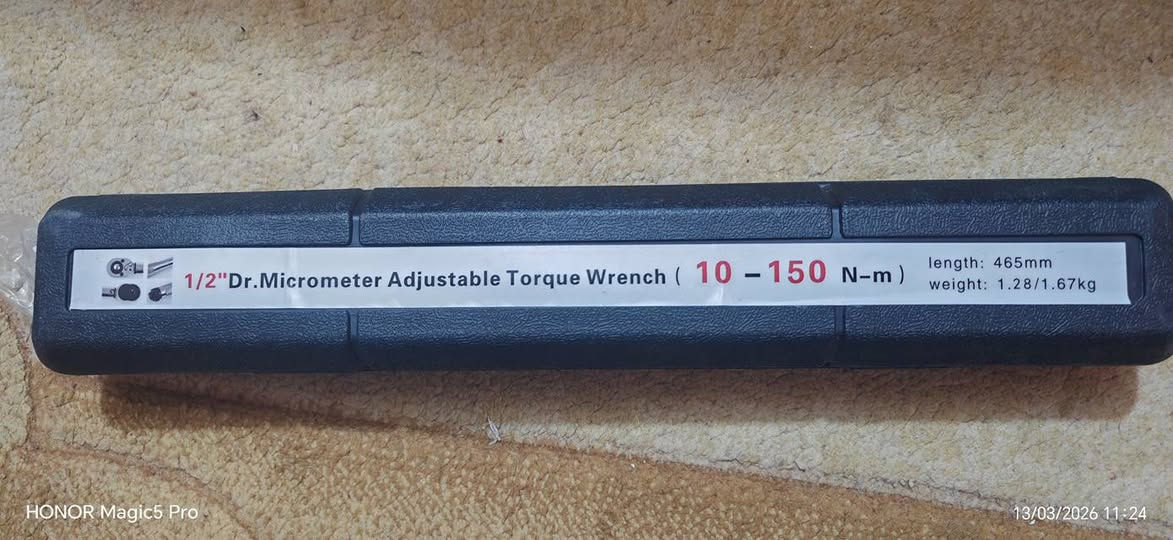 1/2"Dr.Micrometer Adjustable Torque Wrench ( 10 –150 N–m )
length: 465mm
weight: 1.28/1.67kg
HONOR Magic5 Pro
13/03/2026 11:24